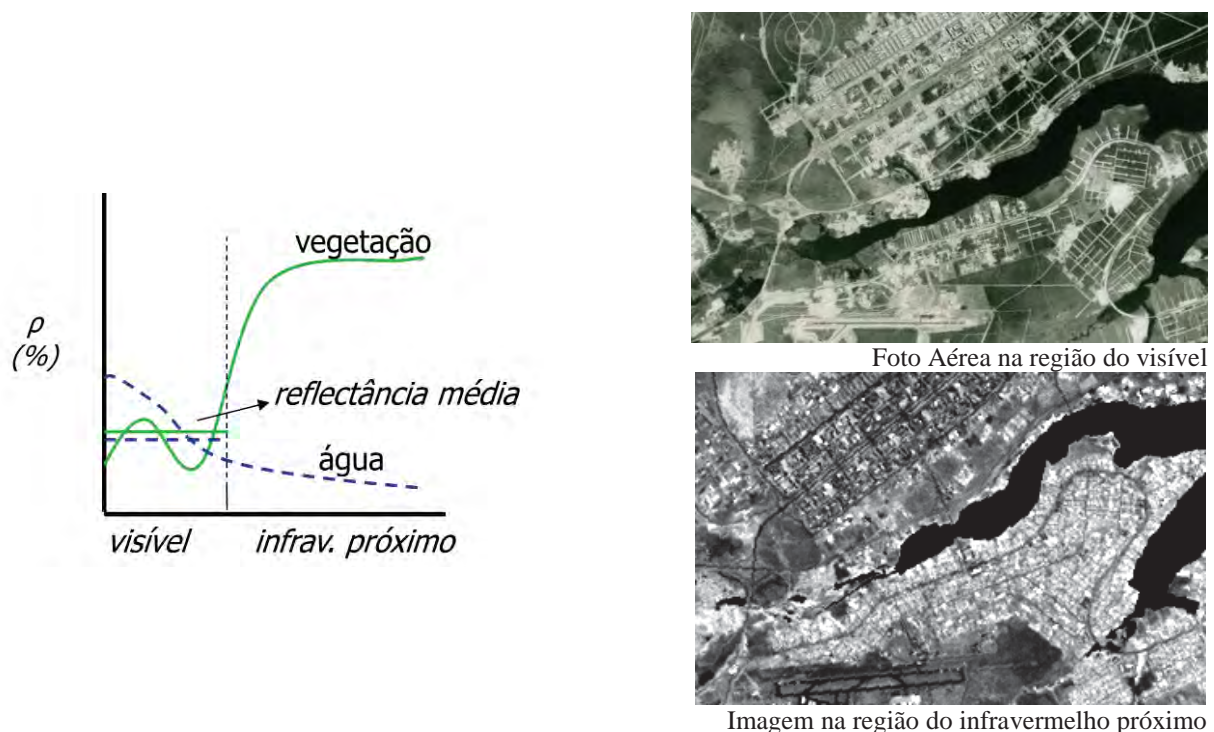 vegetação
ρ
(%)
reflectância média
água
visível
infrav. próximo
Foto Aérea na região do visível
Imagem na região do infravermelho próximo